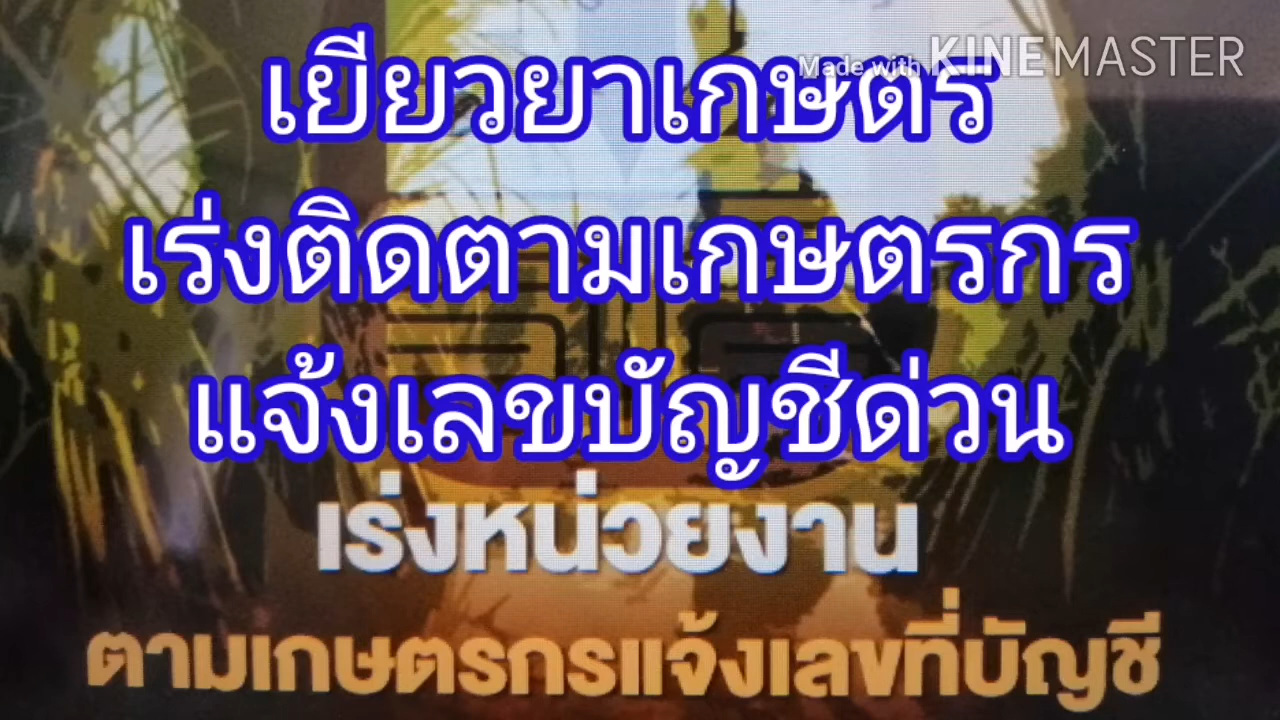 Made with KINEMASTER
เยียวยาเกษตร
เร่งติดตามเกษตรกร
แจ้งเลขบัญชีด่วน
เร่งหน่วยงาน
ตามเกษตรกรแจ้งเลขที่บัญชี